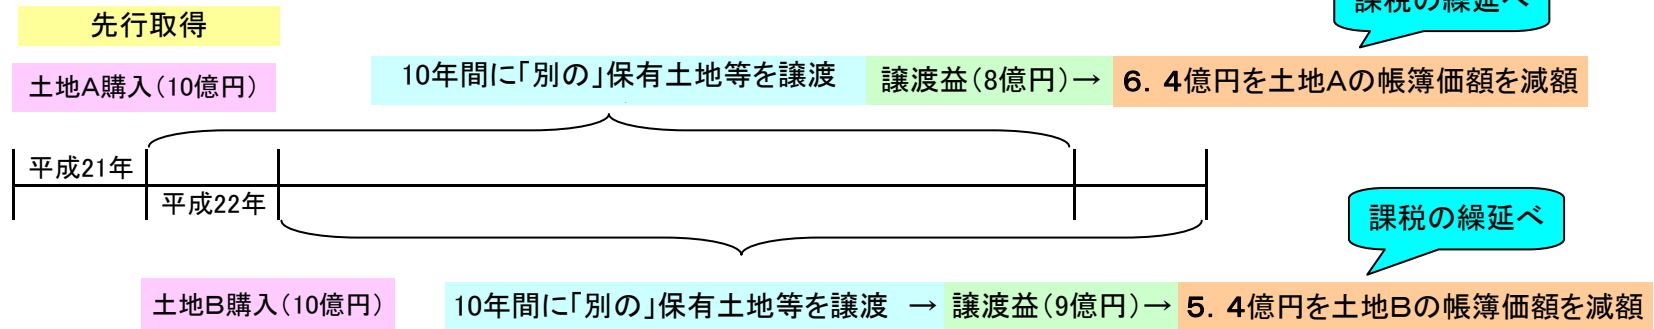 課税の繰延べ
先行取得
土地A購入(10億円)
10年間に「別の」保有土地等を譲渡
譲渡益(8億円)→
6.4億円を土地Aの帳簿価額を減額
平成21年
平成22年
課税の繰延べ
土地B購入(10億円)
10年間に「別の」保有土地等を譲渡 →
譲渡益(9億円)→
5.4億円を土地Bの帳簿価額を減額